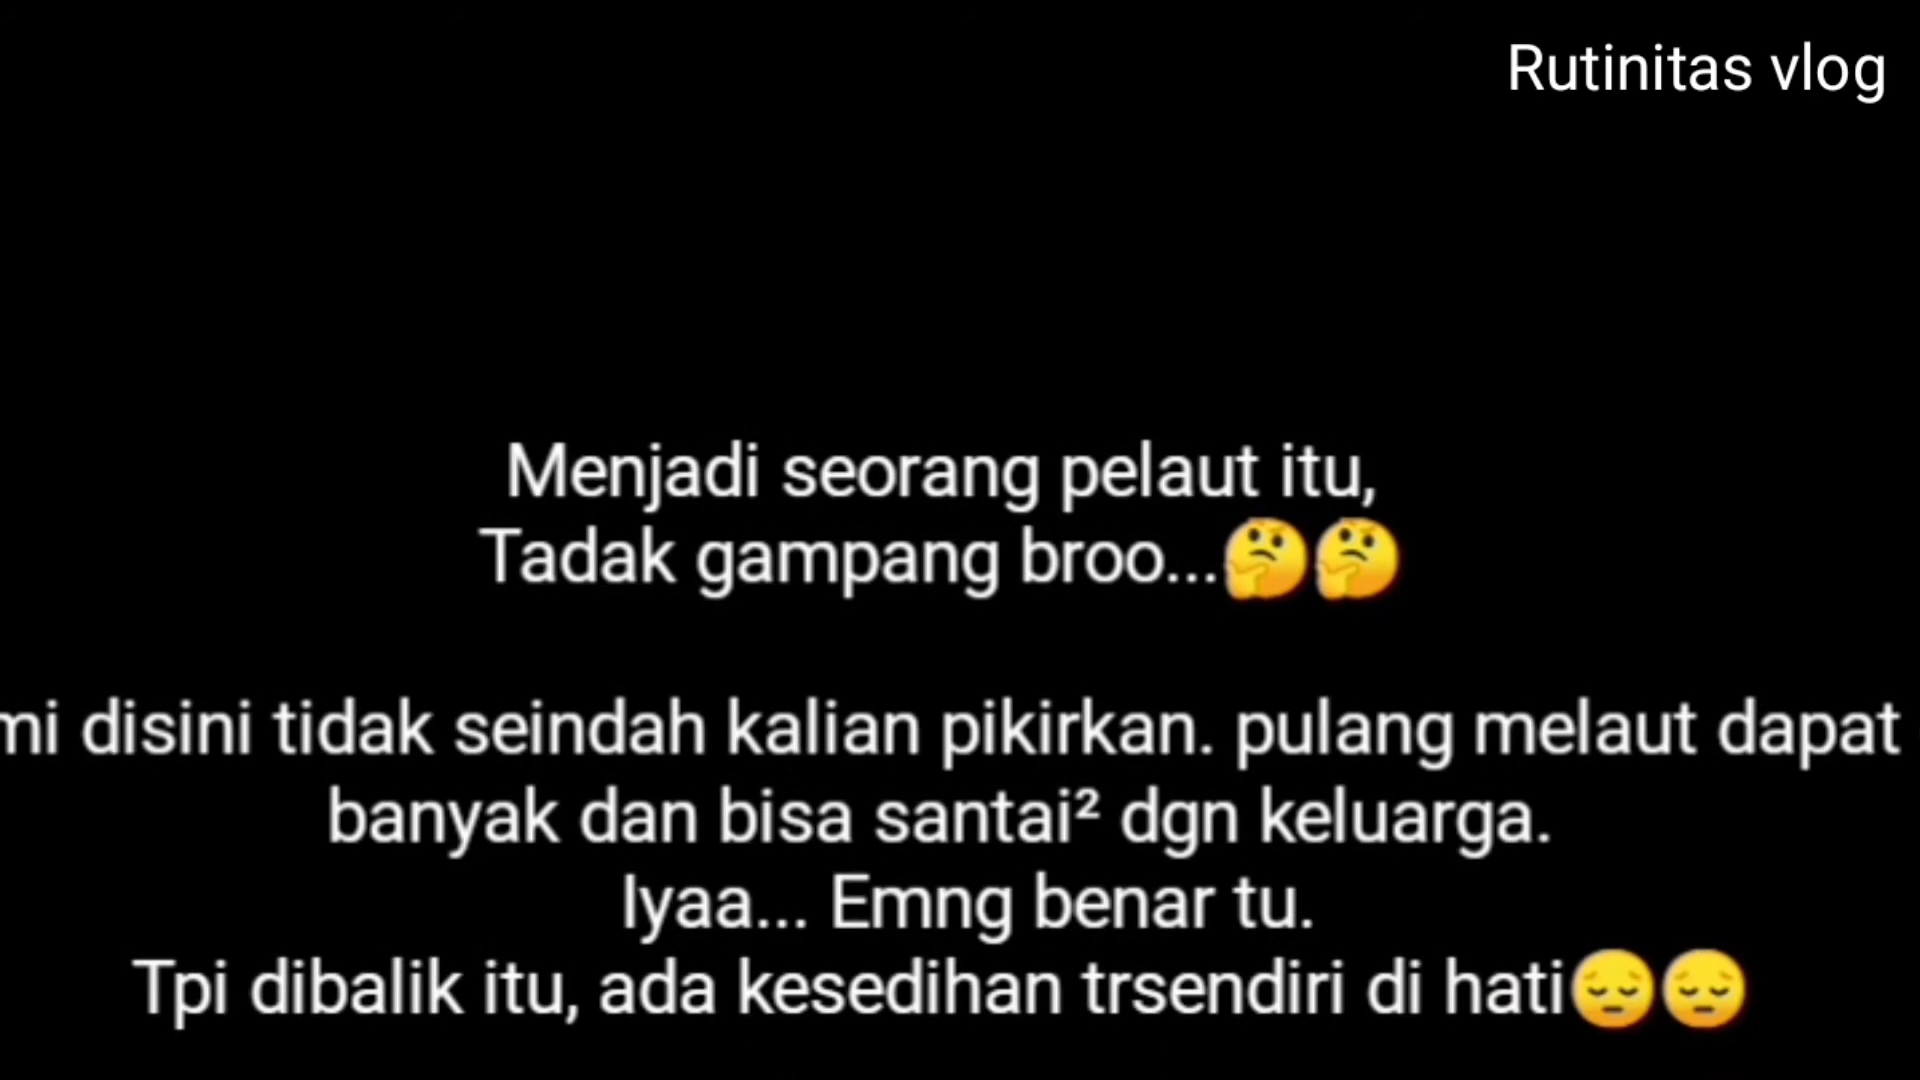 Rutinitas vlog
Menjadi seorang pelaut itu,
Tadak gampang broo...🤔🤔
disini tidak seindah kalian pikirkan. pulang melaut dapat
banyak dan bisa santai² dgn keluarga.
Iyaa... Emng benar tu.
Tpi dibalik itu, ada kesedihan trsendiri di hati😔😔